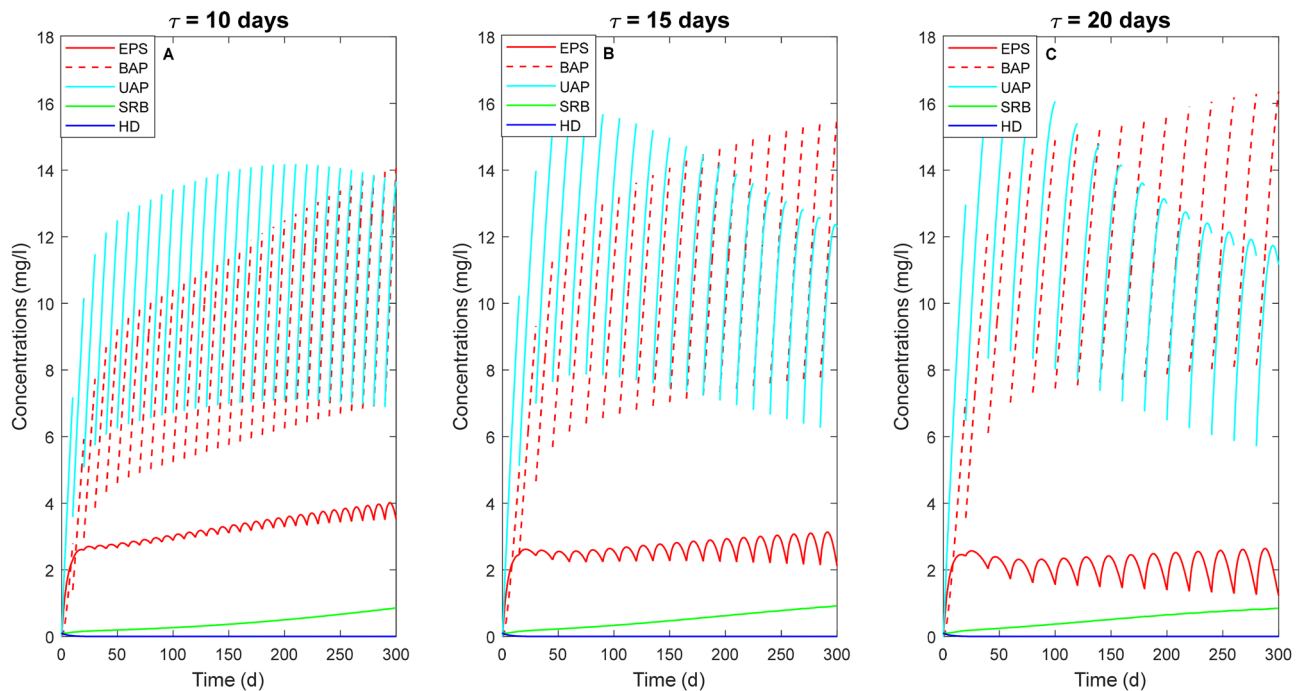 τ = 10 days
A
EPS
BAP
UAP
SRB
HD
18
16
14
12
10
8
6
4
2
0
Concentrations (mg/l)
0 50 100 150 200 250 300
Time (d)
τ = 15 days
B
EPS
BAP
UAP
SRB
HD
18
16
14
12
10
8
6
4
2
0
Concentrations (mg/l)
0 50 100 150 200 250 300
Time (d)
τ = 20 days
C
EPS
BAP
UAP
SRB
HD
18
16
14
12
10
8
6
4
2
0
Concentrations (mg/l)
0 50 100 150 200 250 300
Time (d)